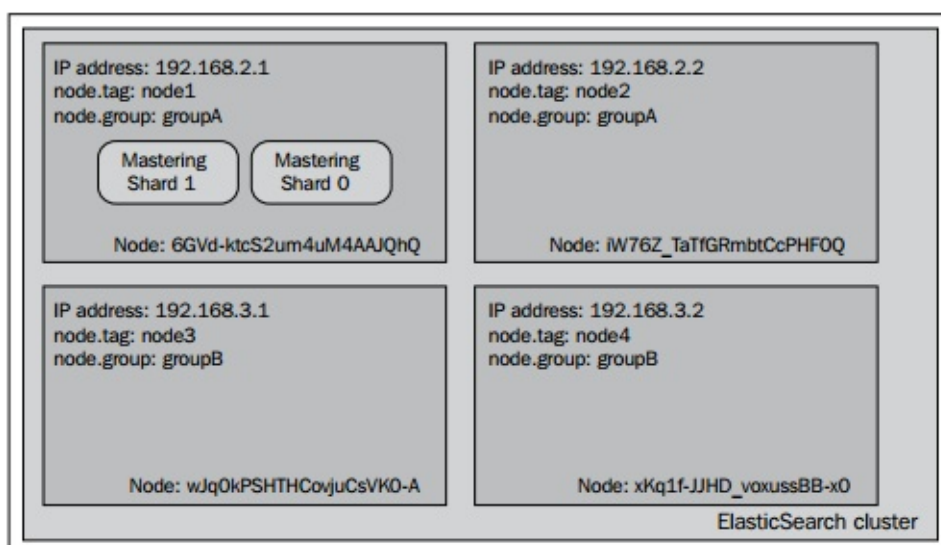 IP address: 192.168.2.1
node.tag: node1
node.group: groupA
Mastering
Shard 1
Mastering
Shard 0
Node: 6GVd-ktcS2um4uM4AAJQhQ
IP address: 192.168.2.2
node.tag: node2
node.group: groupA
Node: iW76Z_TaTfGRmbtCcPHF0Q
IP address: 192.168.3.1
node.tag: node3
node.group: groupB
Node: wJq0kPSHTHCovjuCsVK0-A
IP address: 192.168.3.2
node.tag: node4
node.group: groupB
Node: xKq1f-JJHD_voxussBB-x0
ElasticSearch cluster